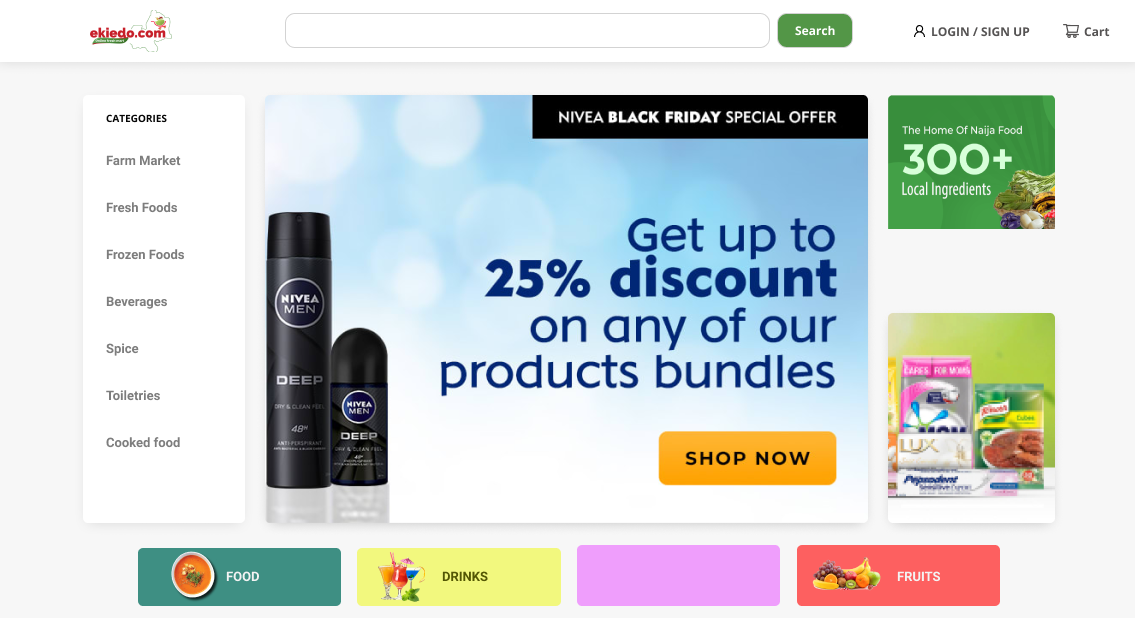 ekiedo.com
Search
LOGIN / SIGN UP
Cart
CATEGORIES
Farm Market
Fresh Foods
Frozen Foods
Beverages
Spice
Toiletries
Cooked food
NIVEA BLACK FRIDAY SPECIAL OFFER
Get up to
25% discount
on any of our
products bundles
SHOP NOW
NIVEA
MEN
DEEP
DRY & CLEAN FEEL
48H
ANTI-PERSPIRANT
NIVEA
MEN
DEEP
DRY & CLEAN FEEL
48H
The Home Of Naija Food
300+
Local Ingredients
CARES FOR MOMS
Knorr
Cubes
LUX
Pepsodent
Sensitive Expert
FOOD
DRINKS
FRUITS